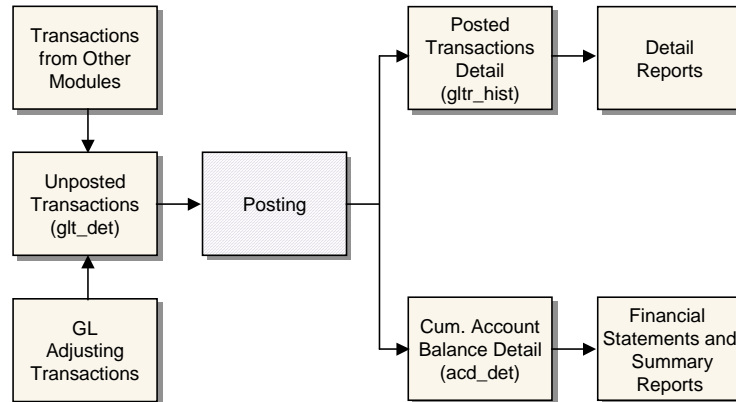 Transactions
from Other
Modules
Unposted
Transactions
(glt_det)
GL
Adjusting
Transactions
Posting
Posted
Transactions
Detail
(gltr_hist)
Detail
Reports
Cum. Account
Balance Detail
(acd_det)
Financial
Statements and
Summary
Reports